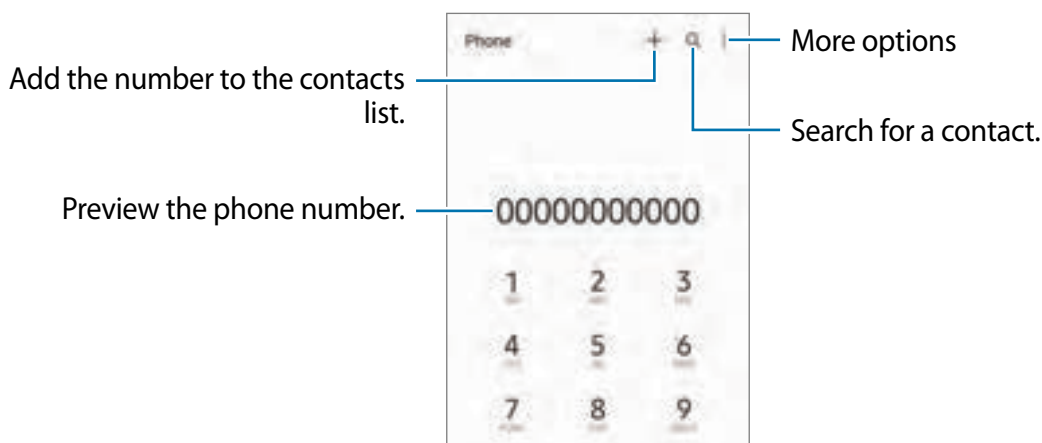 Phone
More options
Add the number to the contacts
list.
Search for a contact.
Preview the phone number.
00000000000
1 2 3
4 5 6
7 8 9